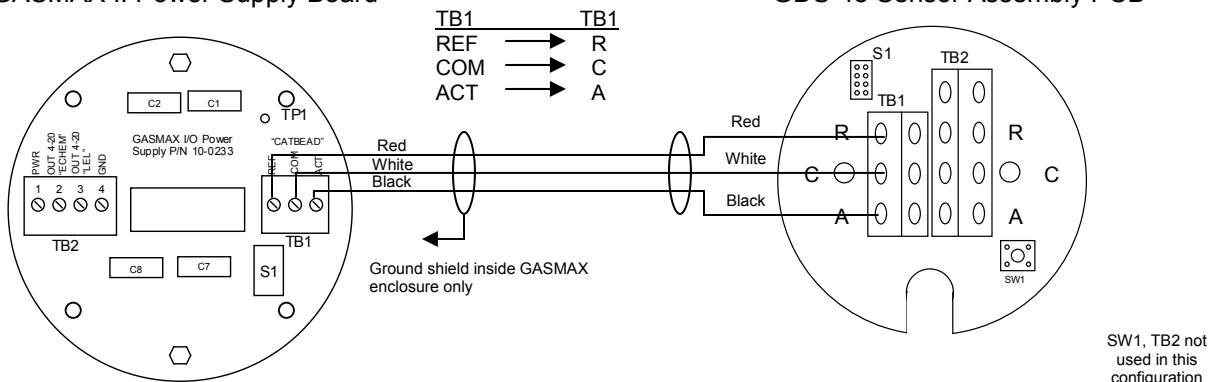 GASMAX Power Supply Board
Sensor Assembly PCB
TB1 TB1
REF R
COM C
ACT A
C2
C1
TP1
GASMAX I/O Power
Supply P/N 10-0233
"CATBEAD"
REF
COM
ACT
PWR
OUT 4-20
"ECHEM"
OUT 4-20
"LEL"
GND
1 2 3 4
TB2
TB1
C8
C7
S1
Red
White
Black
Ground shield inside GASMAX
enclosure only
Red
White
Black
S1
TB2
TB1
R
R
C
C
A
A
SW1
SW1, TB2 not
used in this
configuration